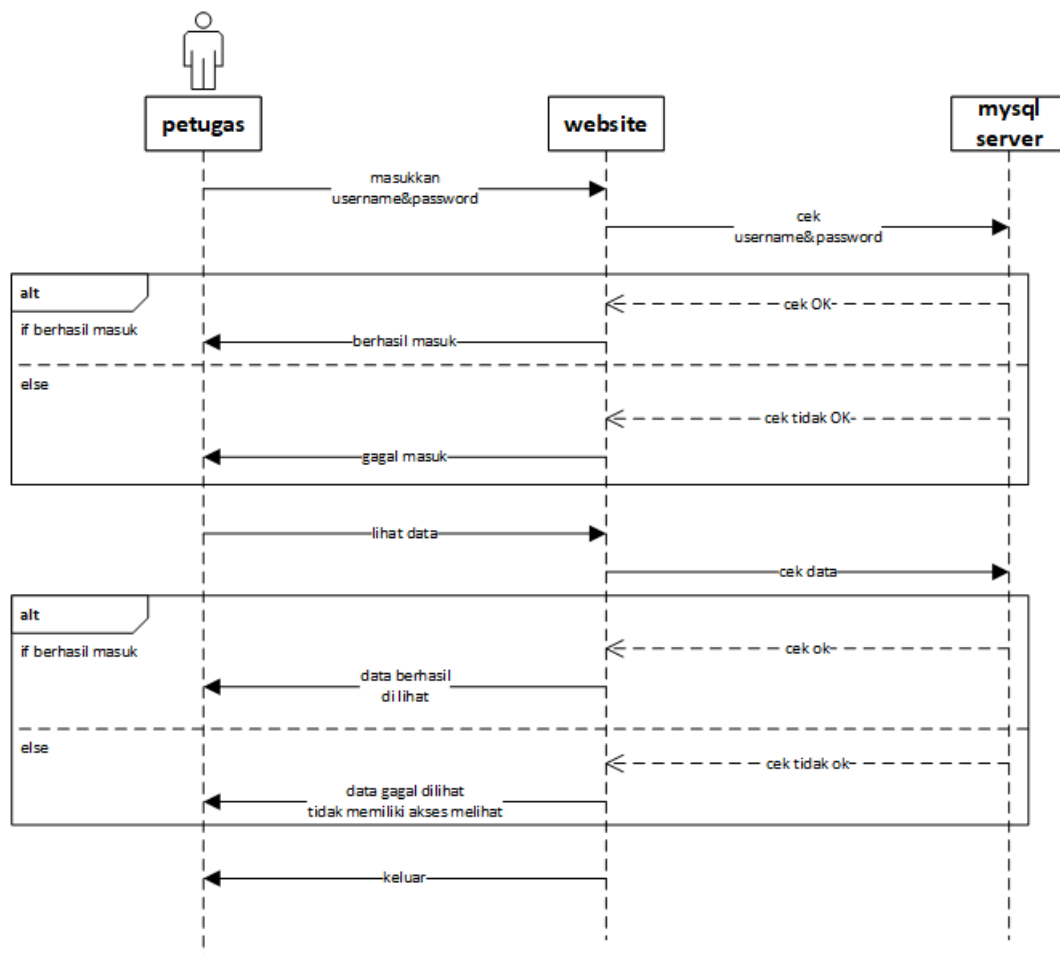 petugas
website
mysql
server
masukkan
username&password
cek
username&password
alt
cek OK
if berhasil masuk
berhasil masuk
else
cek tidak OK
gagal masuk
lihat data
cek data
alt
if berhasil masuk
cek ok
data berhasil
di lihat
else
cek tidak ok
data gagal dilihat
tidak memiliki akses melihat
keluar